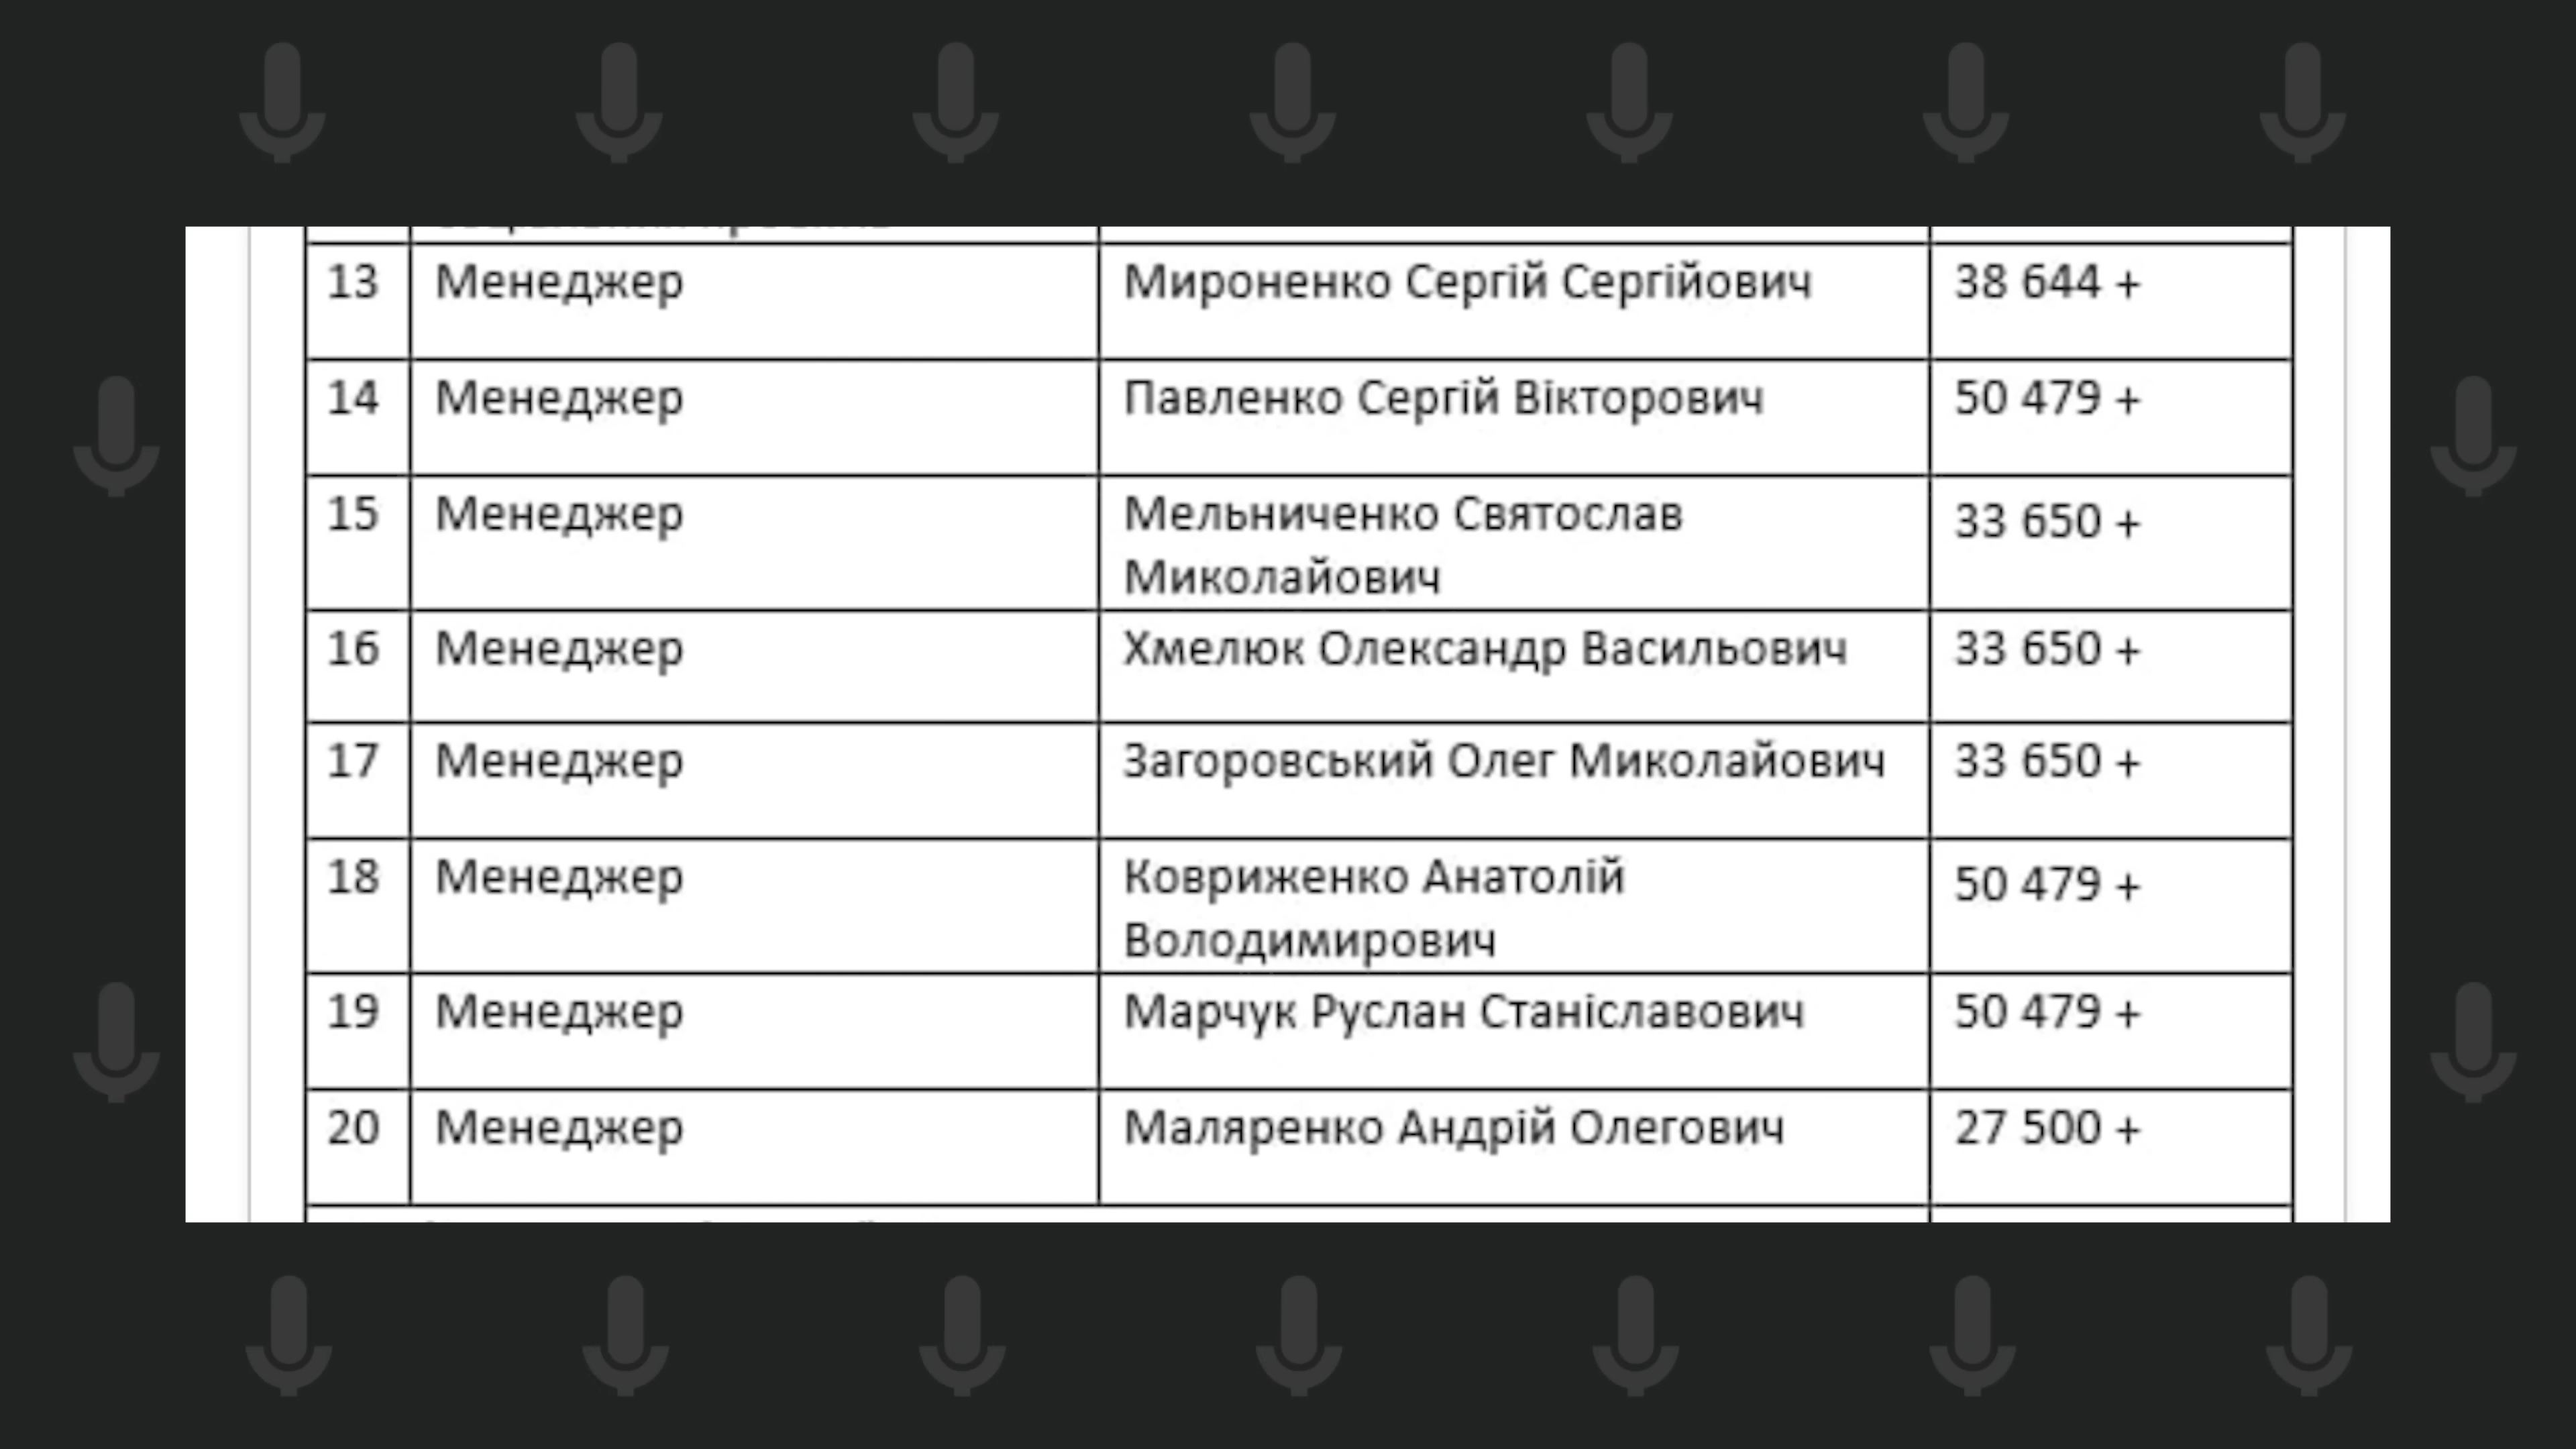 13 Менеджер Мироненко Сергій Сергійович 38 644 +
14 Менеджер Павленко Сергій Вікторович 50 479 +
15 Менеджер Мельниченко Святослав 33 650 +
Миколайович
16 Менеджер Хмелюк Олександр Васильович 33 650 +
17 Менеджер Загоровський Олег Миколайович 33 650 +
18 Менеджер Ковриженко Анатолій 50 479 +
Володимирович
19 Менеджер Марчук Руслан Станіславович 50 479 +
20 Менеджер Маляренко Андрій Олегович 27 500 +